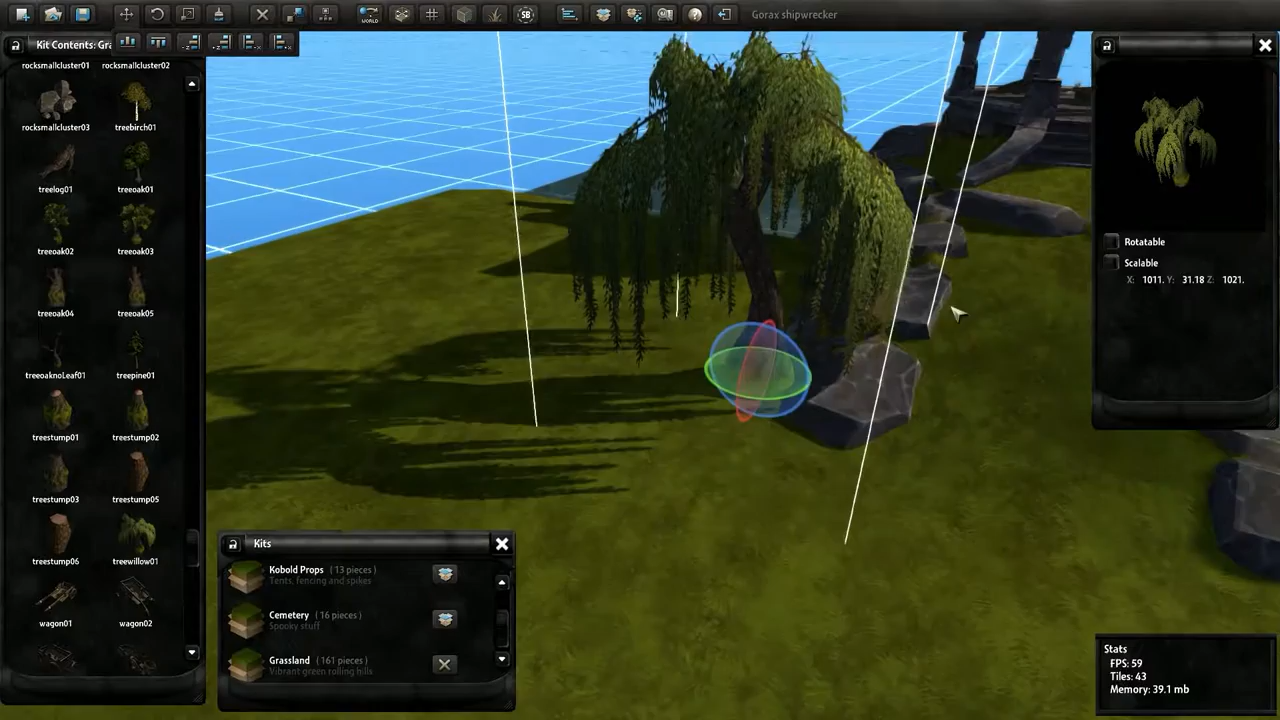 WORLD
SB
Gorax shipwrecker
Kit Contents: Gra
rocksmallcluster01
rocksmallcluster02
rocksmallcluster03
treebirch01
treelog01
treeoak01
treeoak02
treeoak03
treeoak04
treeoak05
treeoaknoLeaf01
treepine01
treestump01
treestump02
treestump03
treestump05
treestump06
treewillow01
wagon01
wagon02
Kits
Kobold Props ( 13 pieces )
Tents, fencing and spikes
Cemetery ( 16 pieces )
Spooky stuff
Grassland ( 161 pieces )
Vibrant green rolling hills
Rotatable
Scalable
X: 1011. Y: 31.18 Z: 1021.
Stats
FPS: 59
Tiles: 43
Memory: 39.1 mb